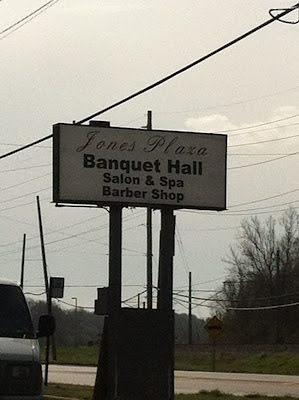 Jones Plaza
Banquet Hall
Salon & Spa
Barber Shop